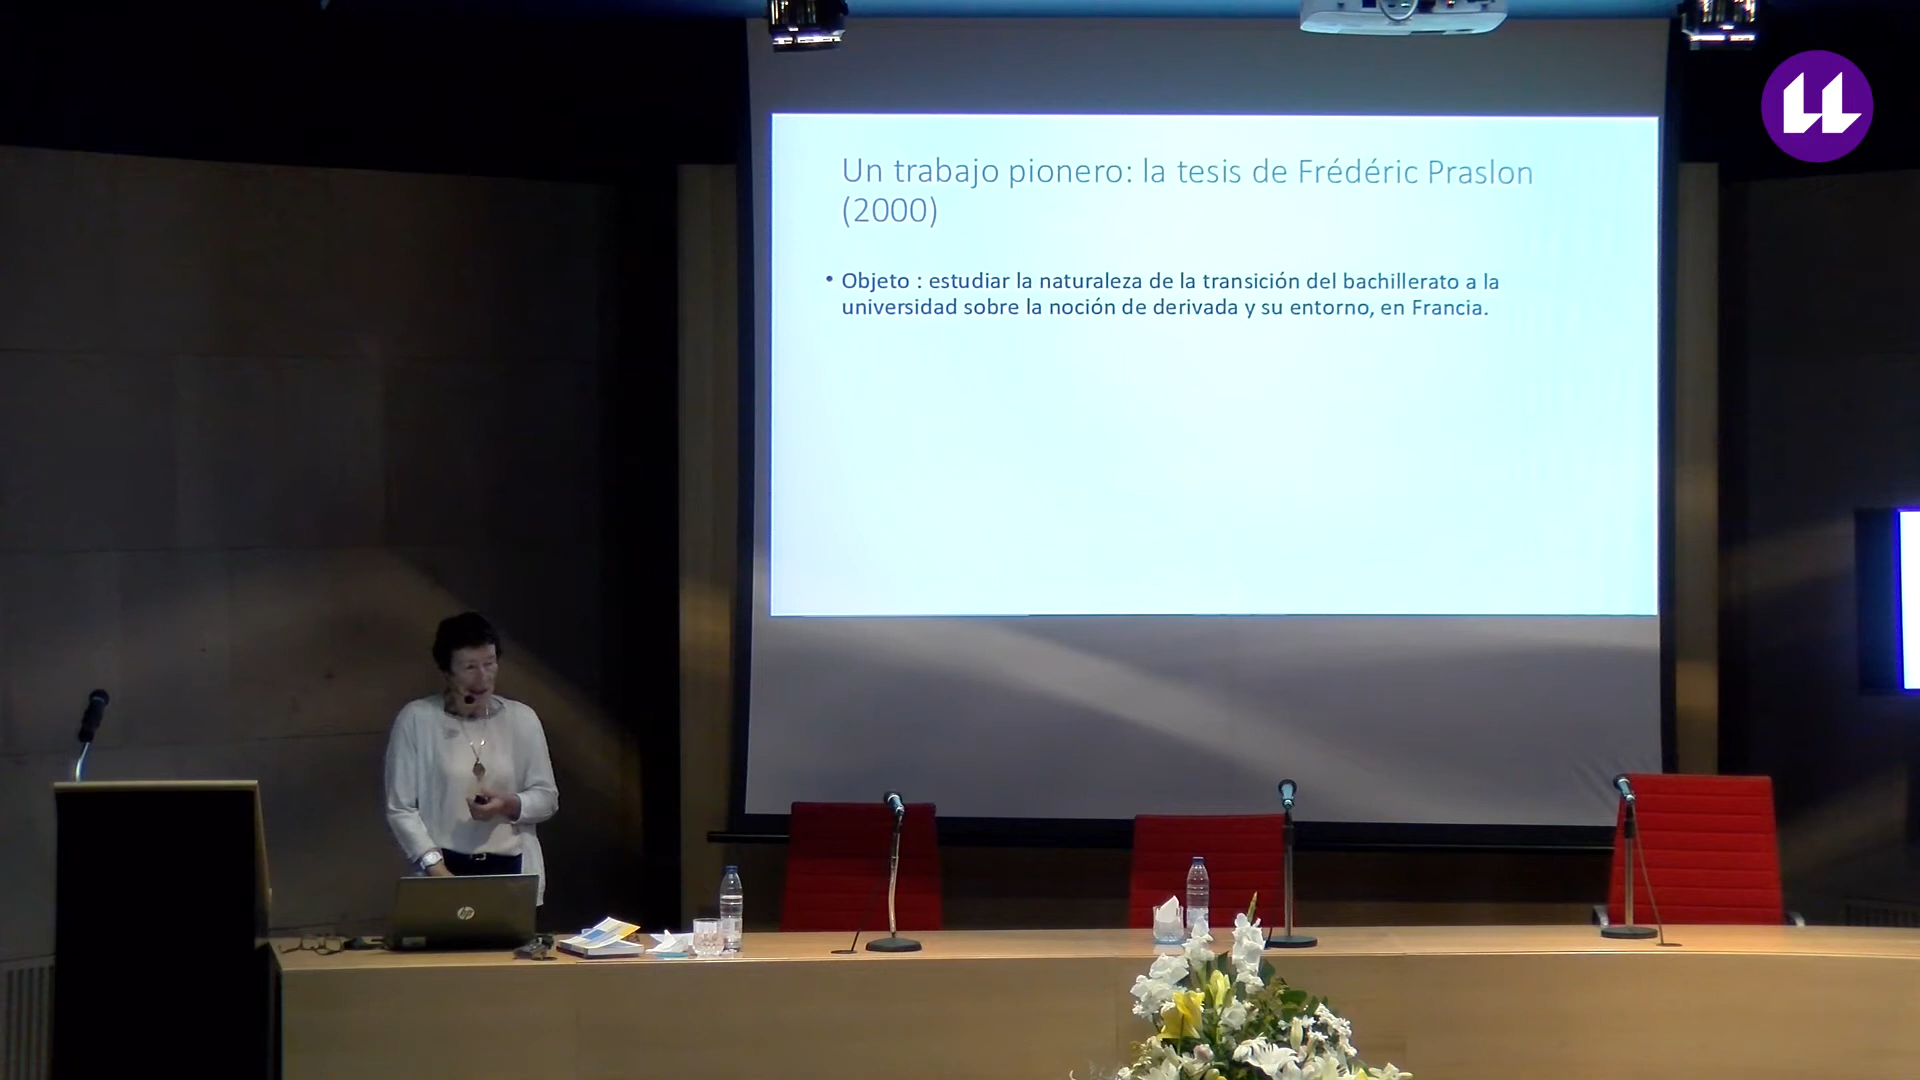 Un trabajo pionero: la tesis de Frédéric Praslon
(2000)
• Objeto : estudiar la naturaleza de la transición del bachillerato a la
universidad sobre la noción de derivada y su entorno, en Francia.
hp